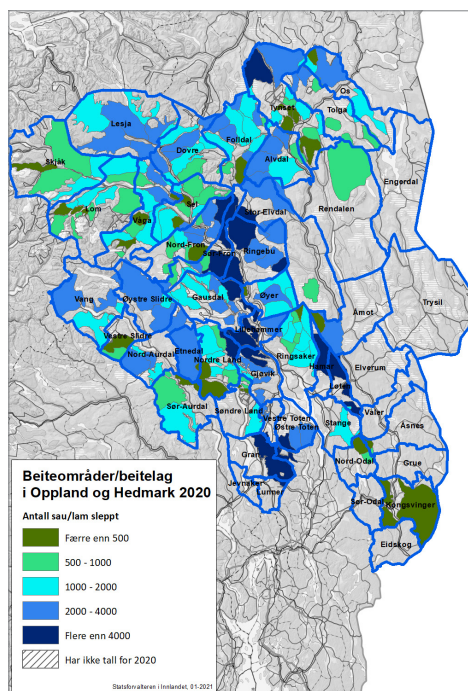 Os
Tynset
Tolga
Lesja
Folldal
Dovre
Alvdal
Skjåk
Engerdal
Rendalen
Lom
Sel
Vågå
Stor-Elvdal
Nord-Fron
Sør-Fron
Ringebu
Vang
Øystre Slidre
Gausdal
Øyer
Trysil
Åmot
Vestre Slidre
Lillehammer
Etnedal
Nord-Aurdal
Nordre Land
Ringsaker
Gjøvik
Hamar
Elverum
Løten
Sør-Aurdal
Søndre Land
Vestre Toten
Østre Toten
Stange
Våler
Åsnes
Gran
Nord-Odal
Grue
Jevnaker
Lunner
Sør-Odal
Kongsvinger
Eidskog
Beiteområder/beitelag
i Oppland og Hedmark 2020
Antall sau/lam sleppt
Færre enn 500
500 - 1000
1000 - 2000
2000 - 4000
Flere enn 4000
Har ikke tall for 2020
Statsforvalteren i Innlandet, 01-2021